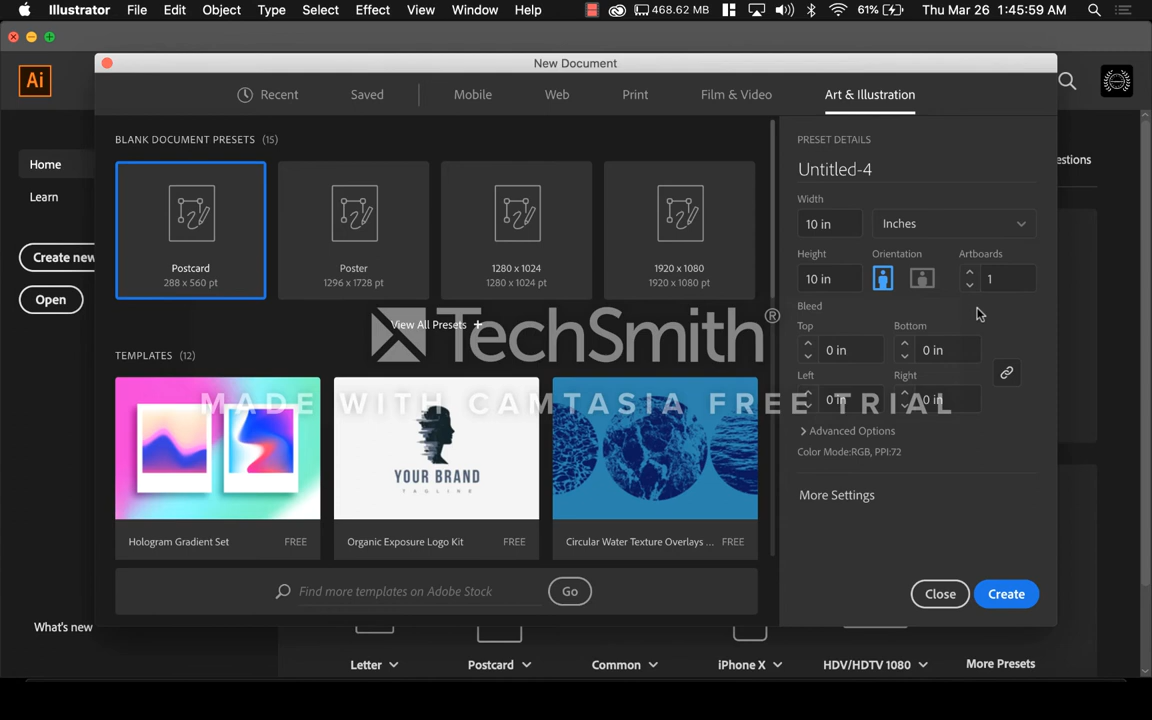 Illustrator File Edit Object Type Select Effect View Window Help 468.62 MB 61% Thu Mar 26 1:45:59 AM
New Document
Ai
Recent Saved Mobile Web Print Film & Video Art & Illustration
BLANK DOCUMENT PRESETS (15)
PRESET DETAILS
Home
Learn
Create new
Open
What's new
Untitled-4
Width
10 in Inches
Height Orientation Artboards
10 in 1
Bleed
Top Bottom
0 in 0 in
Left Right
0 in 0 in
Advanced Options
Color Mode:RGB, PPI:72
More Settings
Close Create
Postcard
288 x 560 pt
Poster
1296 x 1728 pt
1280 x 1024
1280 x 1024 pt
1920 x 1080
1920 x 1080 pt
View All Presets +
TechSmith®
MADE WITH CAMTASIA FREE TRIAL
TEMPLATES (12)
YOUR BRAND
TAGLINE
Hologram Gradient Set FREE
Organic Exposure Logo Kit FREE
Circular Water Texture Overlays ... FREE
Find more templates on Adobe Stock Go
Letter Postcard Common iPhone X HDV/HDTV 1080 More Presets